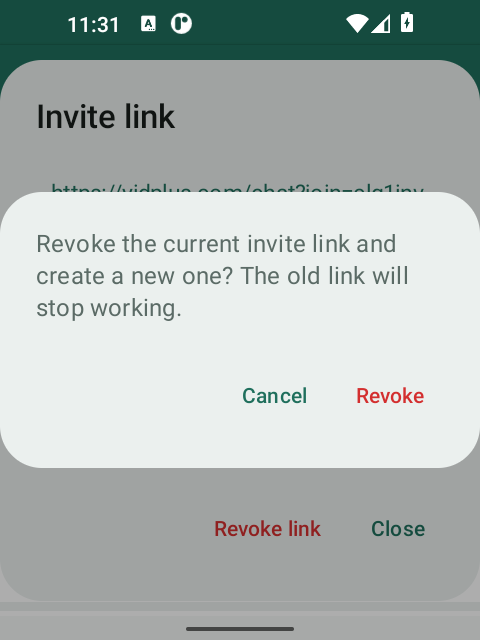 11:31
Invite link
Revoke the current invite link and
create a new one? The old link will
stop working.
Cancel Revoke
Revoke link Close